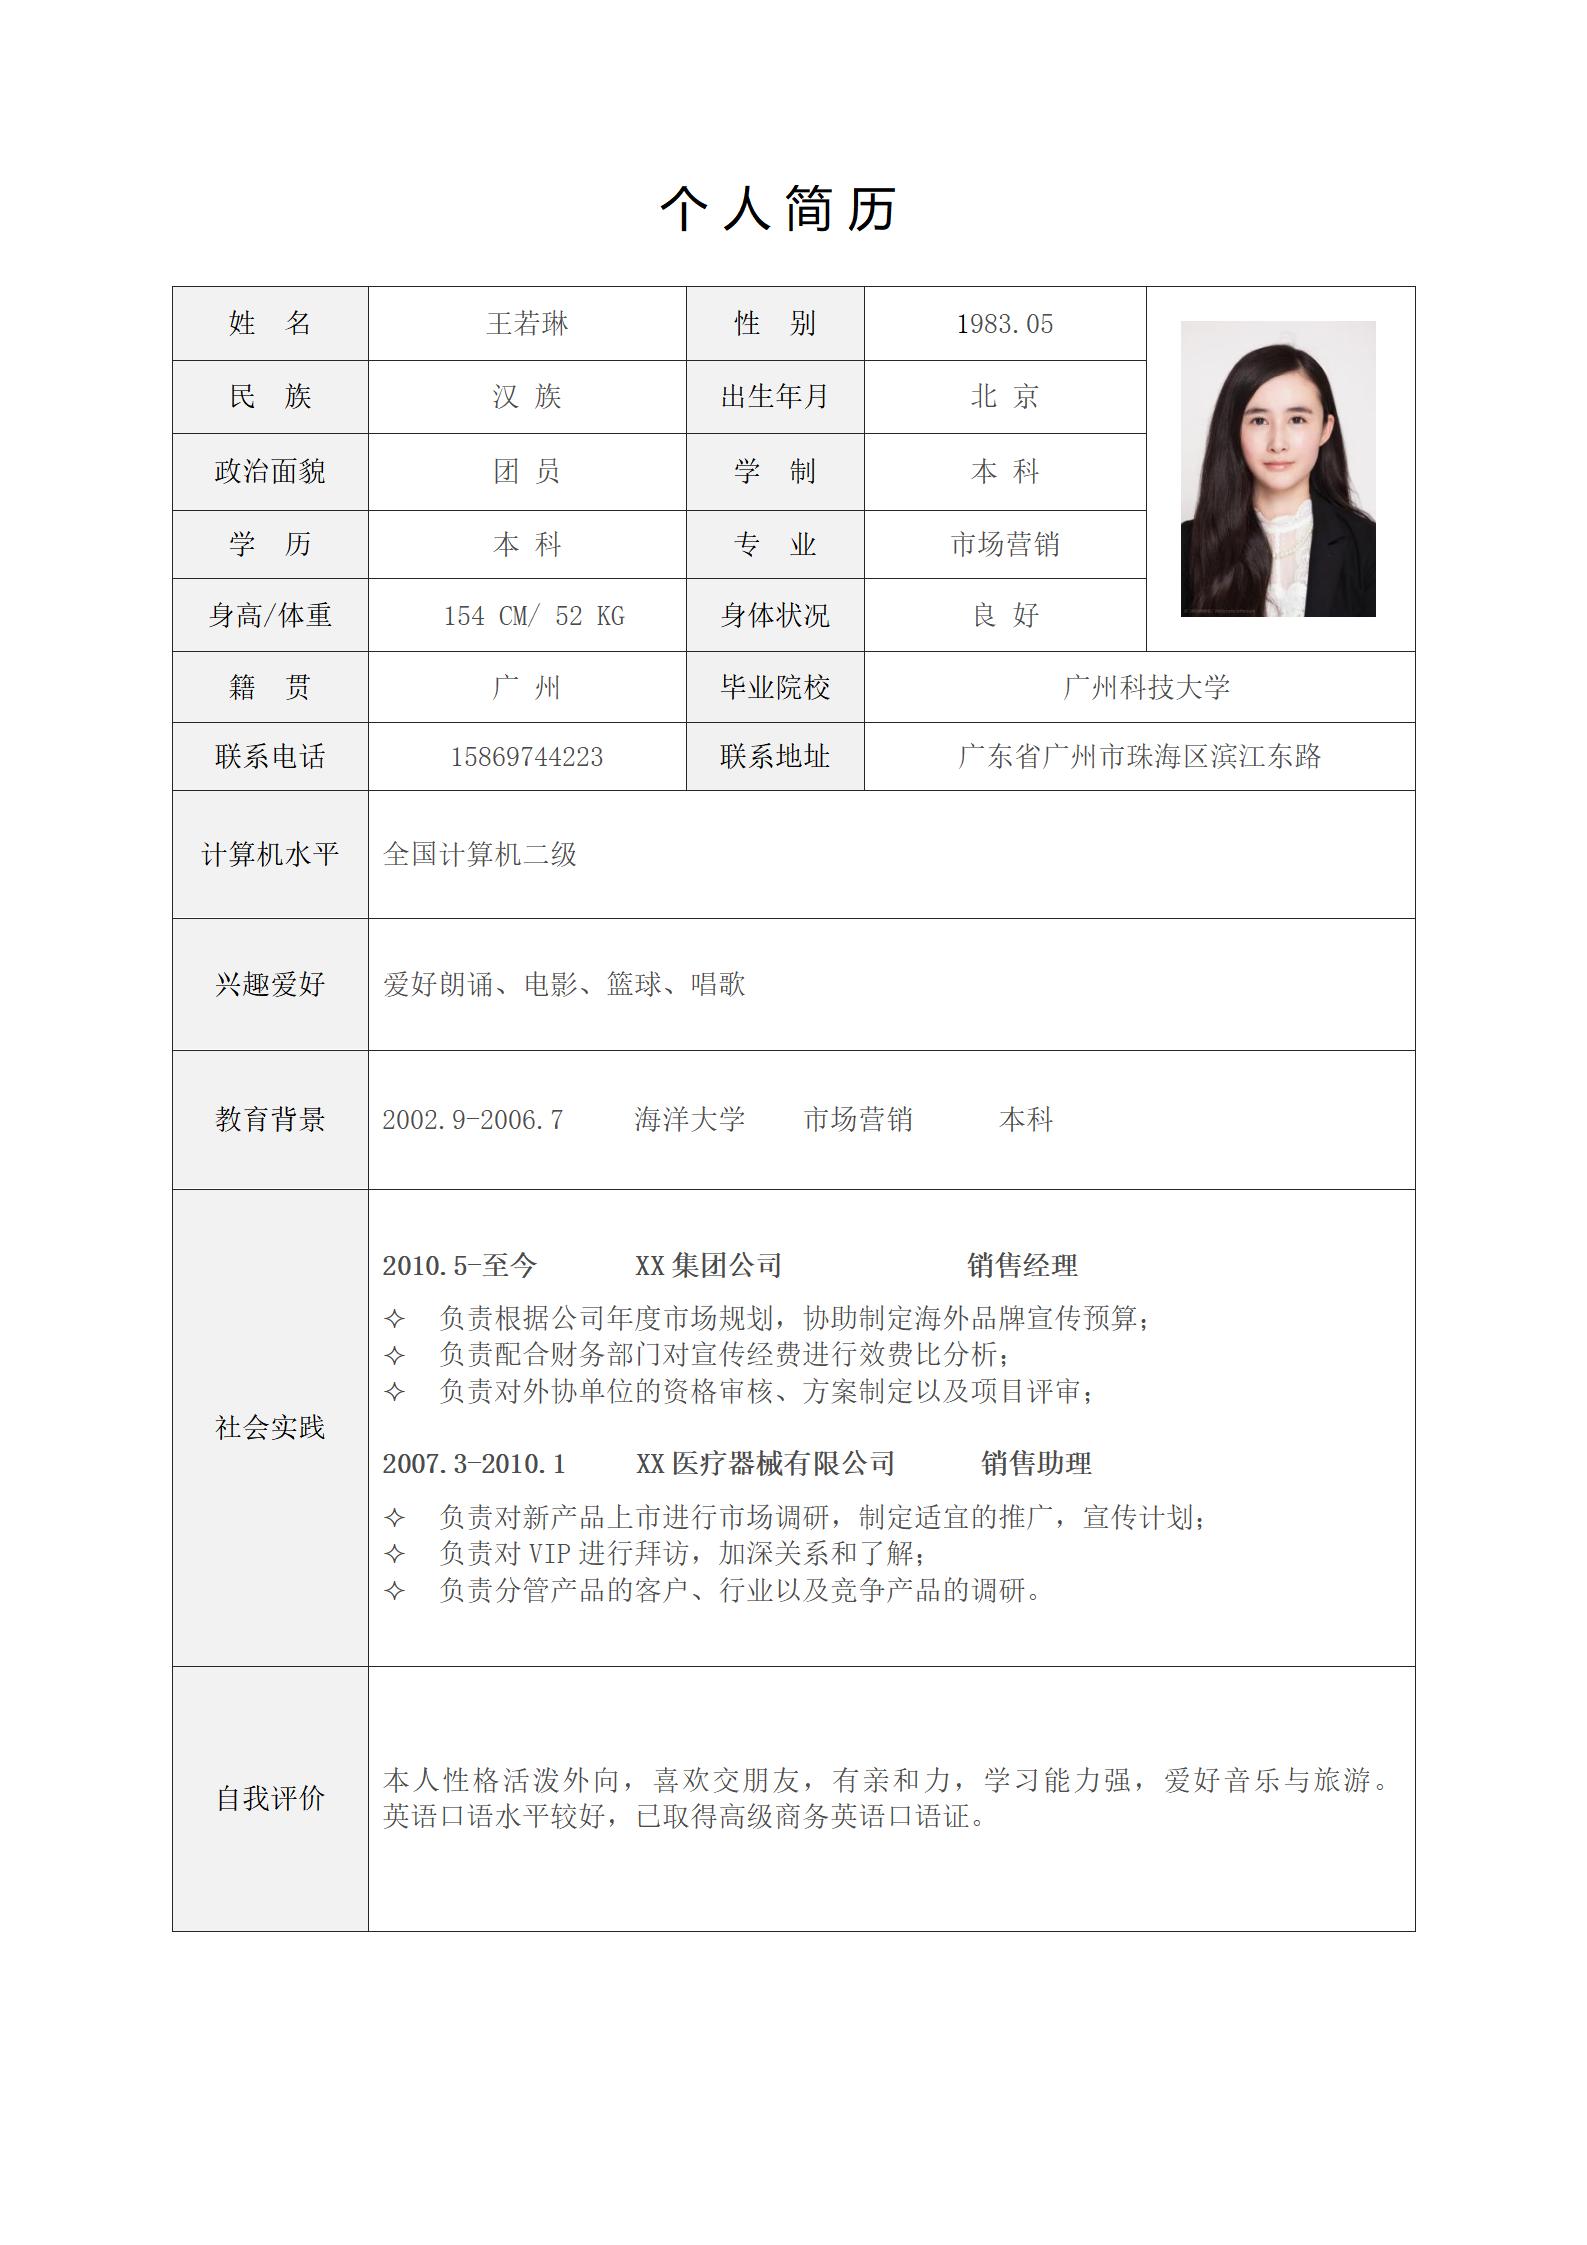 个人简历
姓 名 王若琳 性 别 1983.05
民 族 汉 族 出生年月 北 京
政治面貌 团 员 学 制 本 科
学 历 本 科 专 业 市场营销
身高/体重 154 CM/ 52 KG 身体状况 良 好
籍 贯 广 州 毕业院校 广州科技大学
联系电话 15869744223 联系地址 广东省广州市珠海区滨江东路
计算机水平 全国计算机二级
兴趣爱好 爱好朗诵、电影、篮球、唱歌
教育背景 2002.9-2006.7 海洋大学 市场营销 本科
社会实践
2010.5-至今 XX 集团公司 销售经理
✧ 负责根据公司年度市场规划，协助制定海外品牌宣传预算；
✧ 负责配合财务部门对宣传经费进行效费比分析；
✧ 负责对外协单位的资格审核、方案制定以及项目评审；
2007.3-2010.1 XX 医疗器械有限公司 销售助理
✧ 负责对新产品上市进行市场调研，制定适宜的推广，宣传计划；
✧ 负责对 VIP 进行拜访，加深关系和了解；
✧ 负责分管产品的客户、行业以及竞争产品的调研。
自我评价
本人性格活泼外向，喜欢交朋友，有亲和力，学习能力强，爱好音乐与旅游。
英语口语水平较好，已取得高级商务英语口语证。